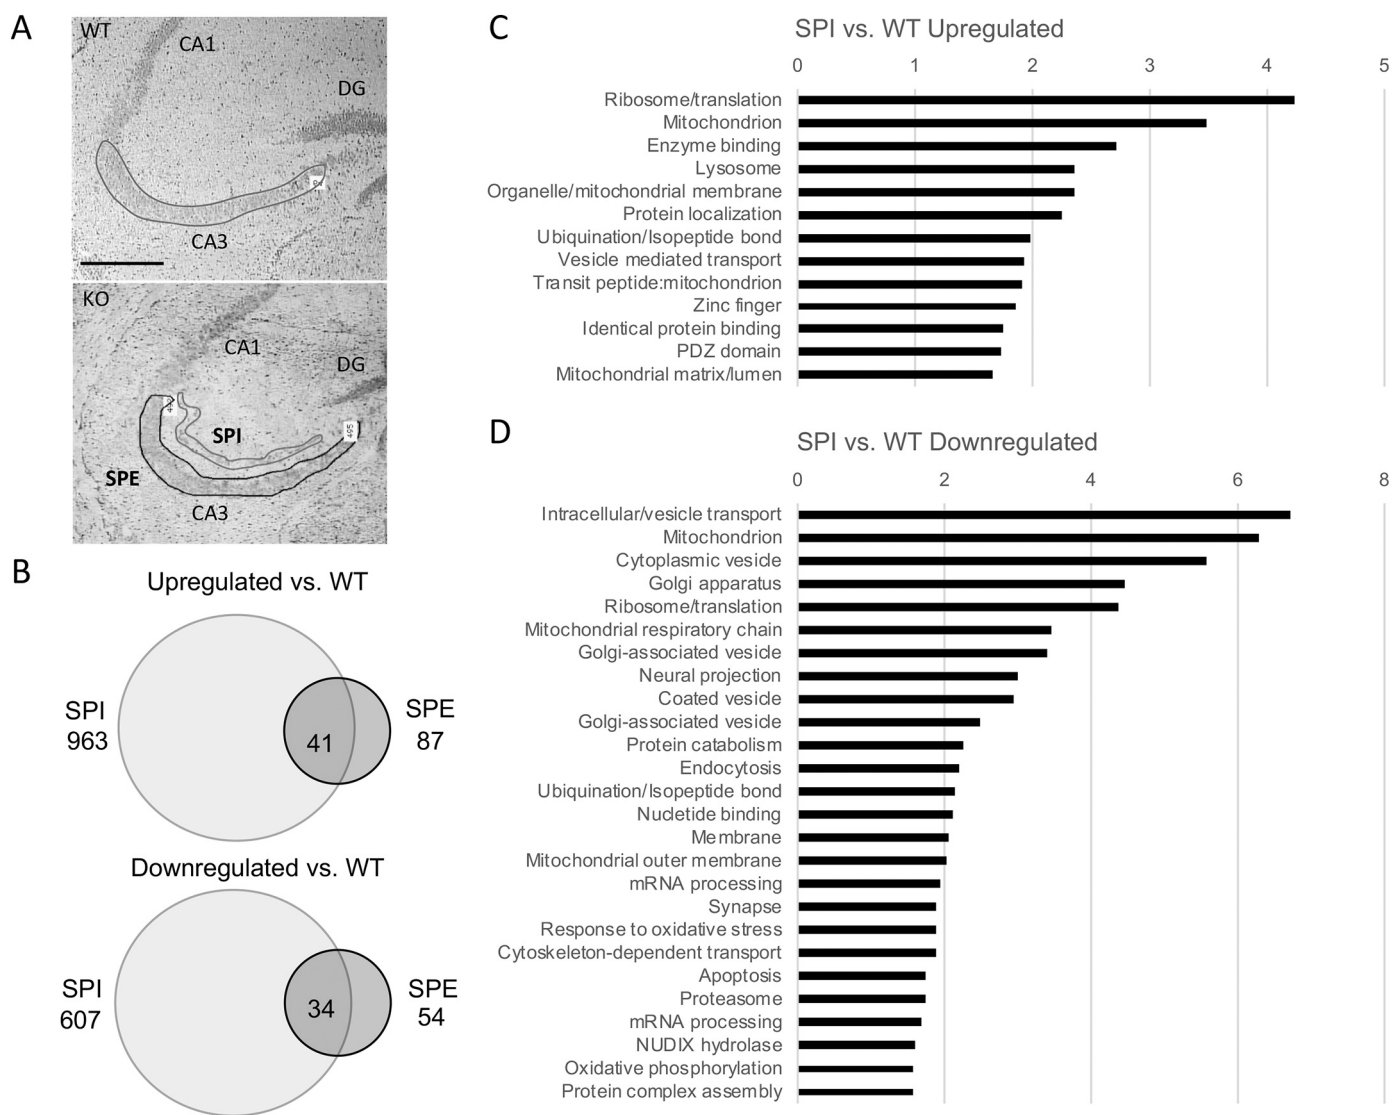 A
WT
CA1
DG
CA3
KO
CA1
DG
SPI
SPE
495
CA3
B
Upregulated vs. WT
SPI
963
41
SPE
87
Downregulated vs. WT
SPI
607
34
SPE
54
C
SPI vs. WT Upregulated
0 1 2 3 4 5
Ribosome/translation
Mitochondrion
Enzyme binding
Lysosome
Organelle/mitochondrial membrane
Protein localization
Ubiquination/Isopeptide bond
Vesicle mediated transport
Transit peptide:mitochondrion
Zinc finger
Identical protein binding
PDZ domain
Mitochondrial matrix/lumen
D
SPI vs. WT Downregulated
0 2 4 6 8
Intracellular/vesicle transport
Mitochondrion
Cytoplasmic vesicle
Golgi apparatus
Ribosome/translation
Mitochondrial respiratory chain
Golgi-associated vesicle
Neural projection
Coated vesicle
Golgi-associated vesicle
Protein catabolism
Endocytosis
Ubiquination/Isopeptide bond
Nucletide binding
Membrane
Mitochondrial outer membrane
mRNA processing
Synapse
Response to oxidative stress
Cytoskeleton-dependent transport
Apoptosis
Proteasome
mRNA processing
NUDIX hydrolase
Oxidative phosphorylation
Protein complex assembly